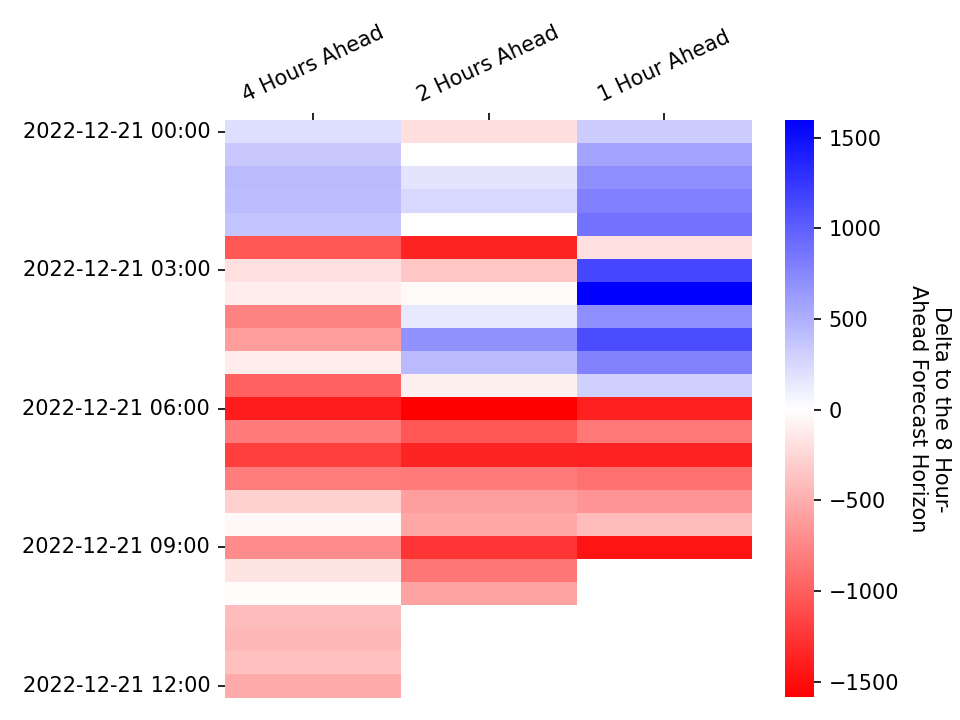 4 Hours Ahead
2 Hours Ahead
1 Hour Ahead
2022-12-21 00:00
2022-12-21 03:00
2022-12-21 06:00
2022-12-21 09:00
2022-12-21 12:00
1500
1000
500
0
−500
−1000
−1500
Delta to the 8 Hour-
Ahead Forecast Horizon